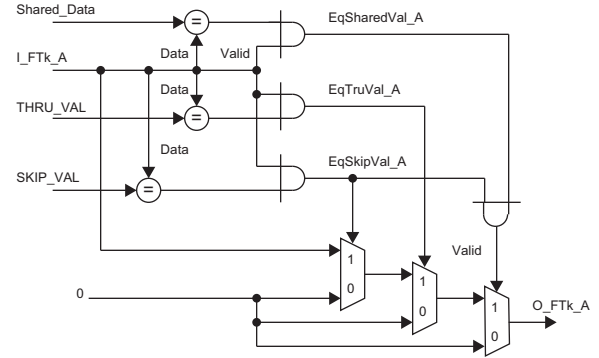 Shared_Data
=
EqSharedVal_A
Data
Valid
I_FTk_A
Data
EqTruVal_A
THRU_VAL
=
Data
EqSkipVal_A
SKIP_VAL
=
Valid
1
0
1
0
0
1
0
O_FTk_A